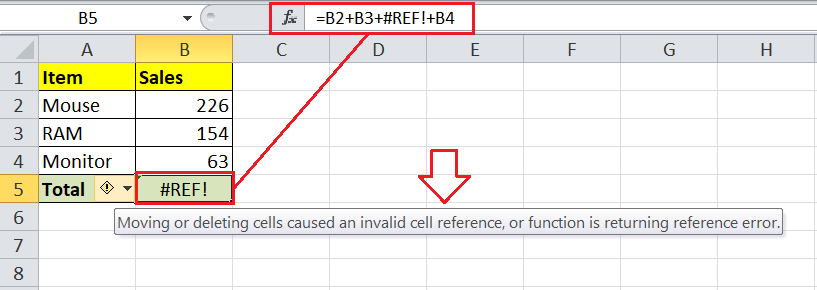 B5 fx =B2+B3+#REF!+B4
A B C D E F G H
1 Item Sales
2 Mouse 226
3 RAM 154
4 Monitor 63
5 Total #REF!
6
Moving or deleting cells caused an invalid cell reference, or function is returning reference error.
7
8